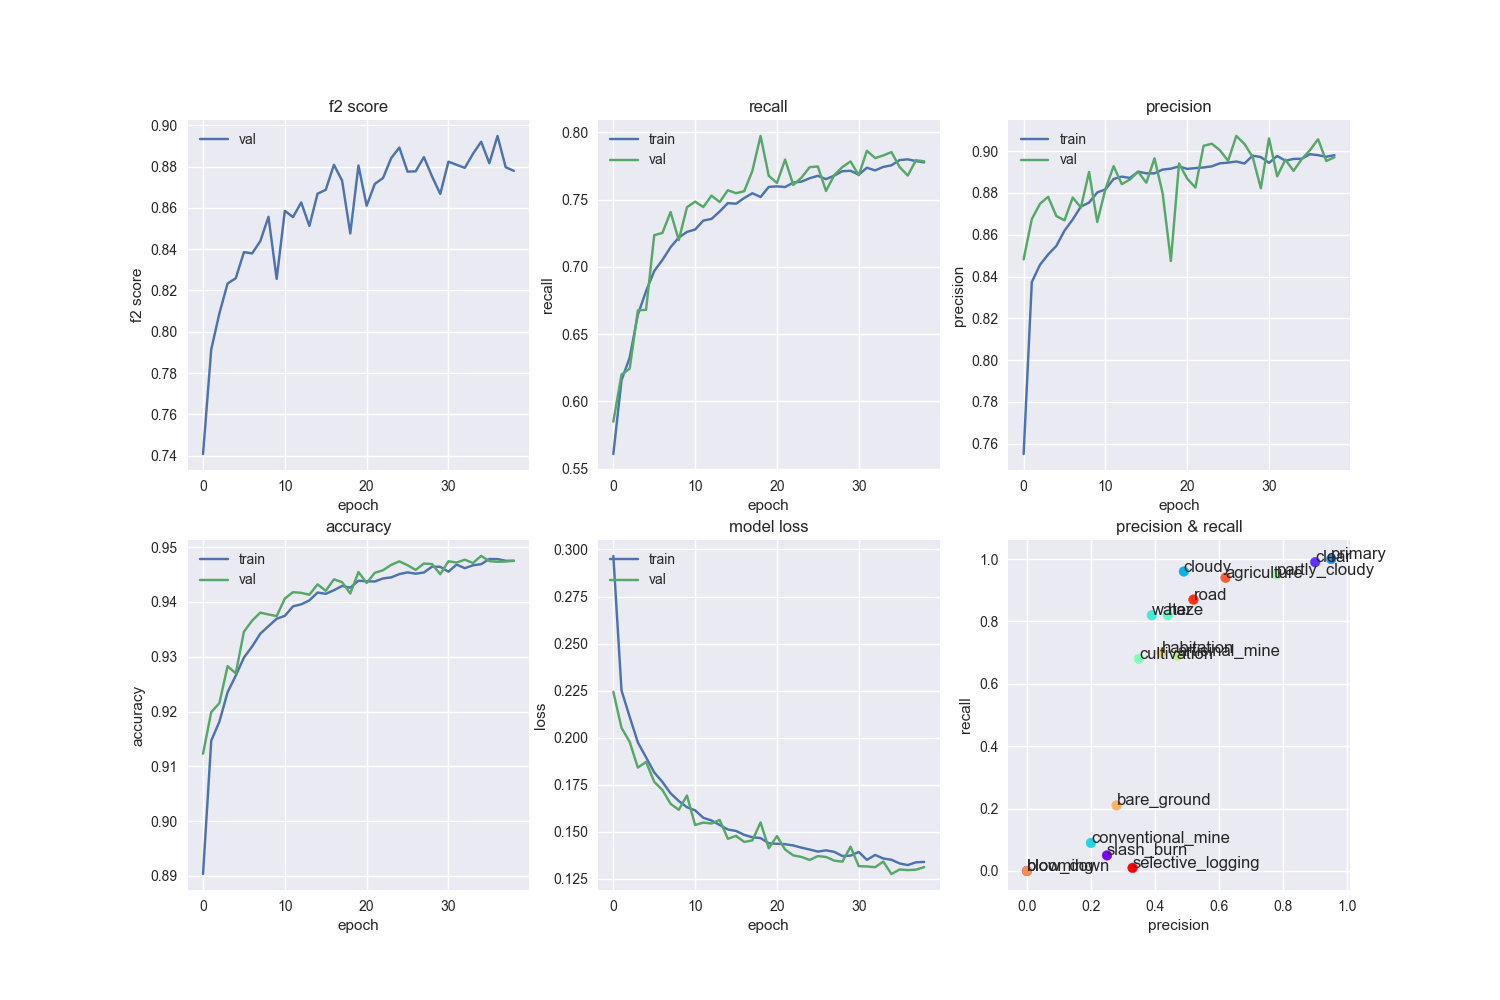 f2 score
val
0.90
0.88
0.86
0.84
0.82
0.80
0.78
0.76
0.74
f2 score
0
10
20
30
epoch
recall
train
val
0.80
0.75
0.70
0.65
0.60
0.55
recall
0
10
20
30
epoch
precision
train
val
0.90
0.88
0.86
0.84
0.82
0.80
0.78
0.76
precision
0
10
20
30
epoch
accuracy
train
val
0.95
0.94
0.93
0.92
0.91
0.90
0.89
accuracy
0
10
20
30
epoch
model loss
train
val
0.300
0.275
0.250
0.225
0.200
0.175
0.150
0.125
loss
0
10
20
30
epoch
precision & recall
1.0
0.8
0.6
0.4
0.2
0.0
recall
primary
clear
partly_cloudy
cloudy
agriculture
road
water
haze
habitation
artisinal_mine
cultivation
bare_ground
conventional_mine
slash_burn
selective_logging
blooming
blow_down
0.0
0.2
0.4
0.6
0.8
1.0
precision